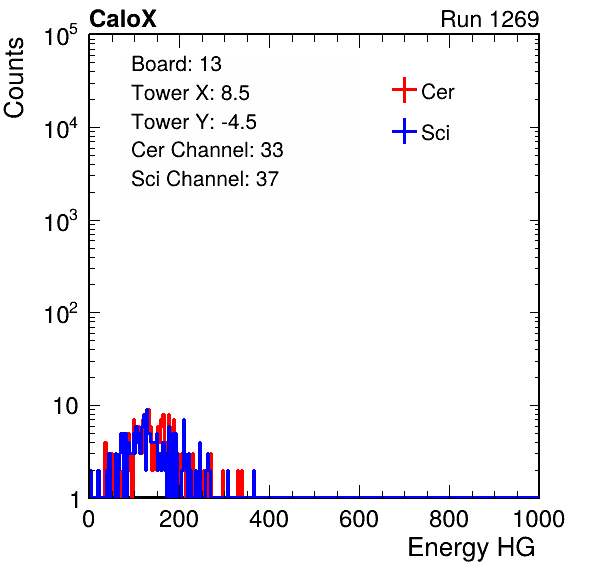 CaloX Run 1269
Counts
Board: 13
Tower X: 8.5
Tower Y: -4.5
Cer Channel: 33
Sci Channel: 37
Cer
Sci
10^5
10^4
10^3
10^2
10
1
0 200 400 600 800 1000
Energy HG